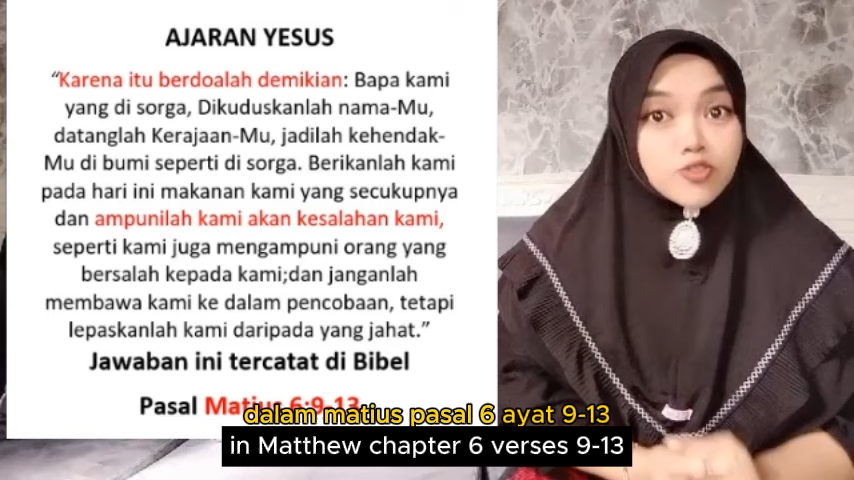 AJARAN YESUS
“Karena itu berdoalah demikian: Bapa kami
yang di sorga, Dikuduskanlah nama-Mu,
datanglah Kerajaan-Mu, jadilah kehendak-
Mu di bumi seperti di sorga. Berikanlah kami
pada hari ini makanan kami yang secukupnya
dan ampunilah kami akan kesalahan kami,
seperti kami juga mengampuni orang yang
bersalah kepada kami;dan janganlah
membawa kami ke dalam pencobaan, tetapi
lepaskanlah kami daripada yang jahat.”
Jawaban ini tercatat di Bibel
Pasal Matius 6:9-13
dalam matius pasal 6 ayat 9-13
in Matthew chapter 6 verses 9-13